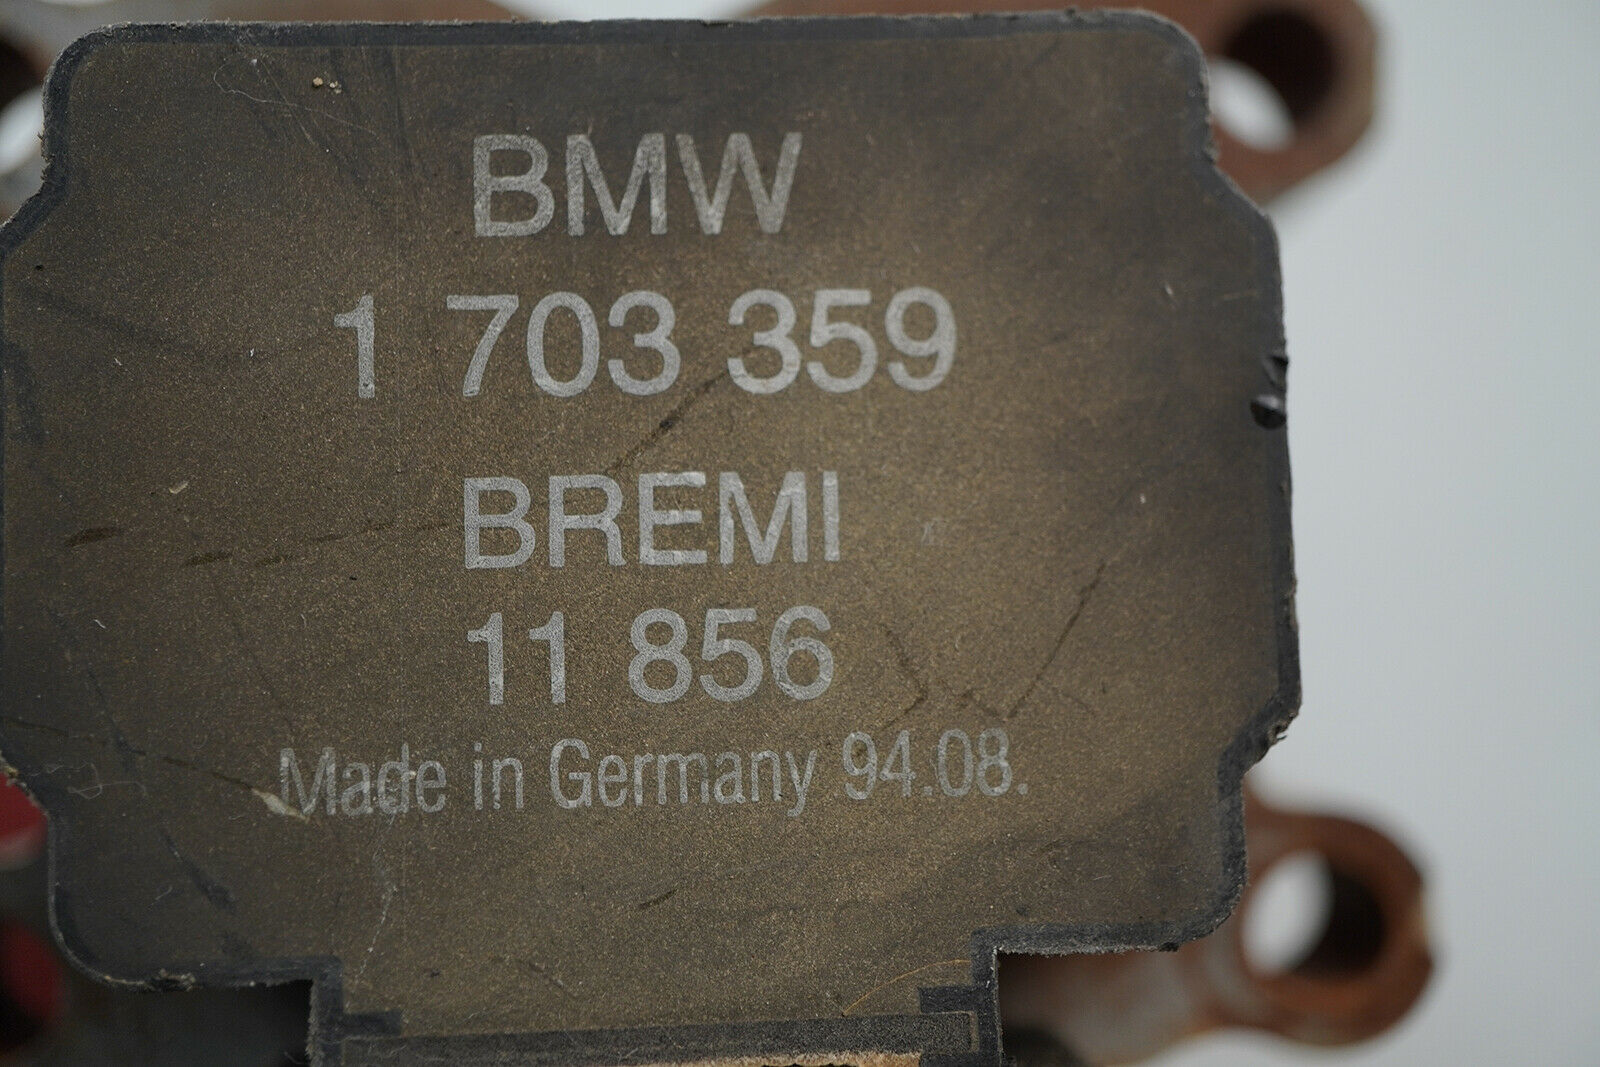 BMW
1 703 359
BREMI
11 856
Made in Germany 94.08.